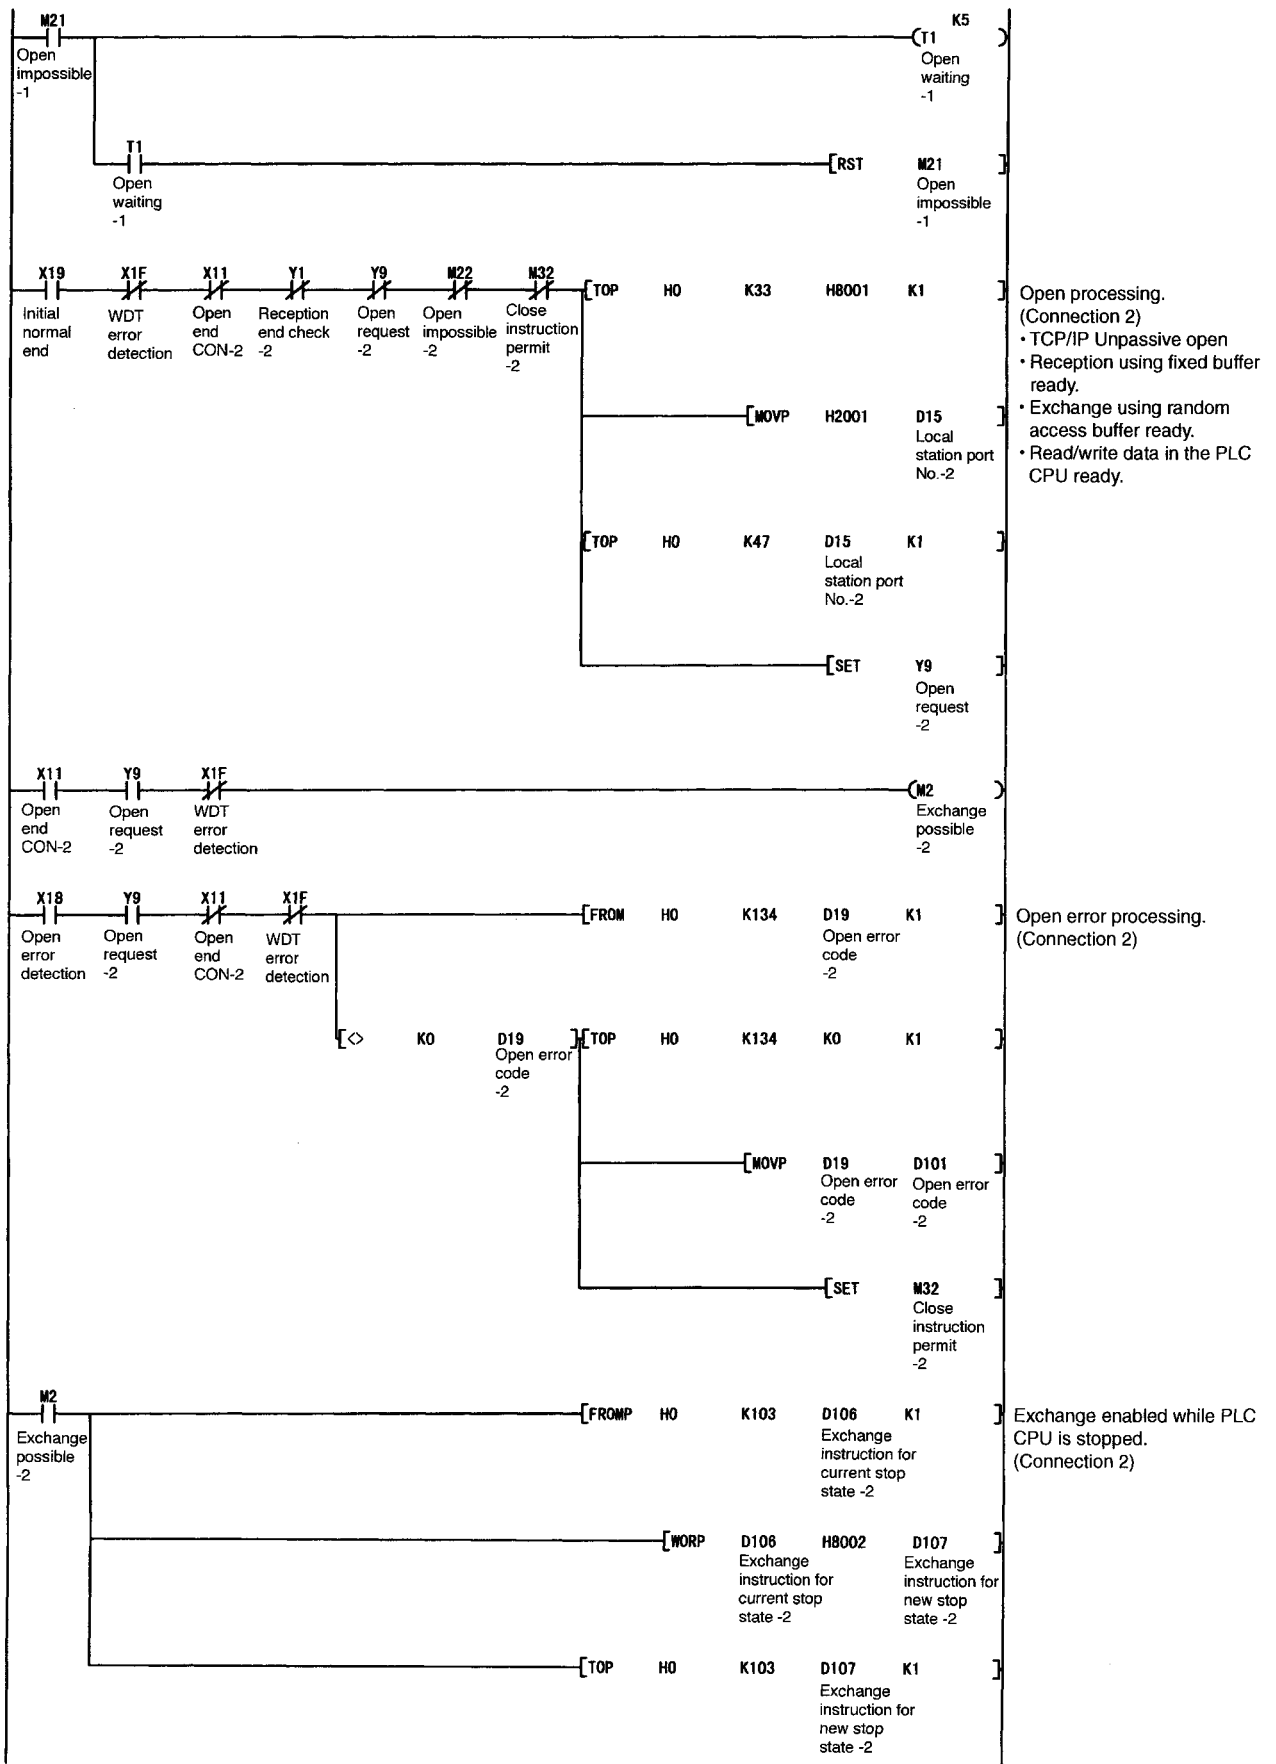 M21
K5
(T1 )
Open
impossible
-1
Open
waiting
-1
T1
[RST M21 ]
Open
waiting
-1
Open
impossible
-1
X19 X1F X11 Y1 Y9 M22 M32
[TOP H0 K33 H8001 K1 ]
Initial
normal
end
WDT
error
detection
Open
end
CON-2
Reception
end check
-2
Open
request
-2
Open
impossible
-2
Close
instruction
permit
-2
Open processing.
(Connection 2)
• TCP/IP Unpassive open
• Reception using fixed buffer
ready.
• Exchange using random
access buffer ready.
• Read/write data in the PLC
CPU ready.
[MOVP H2001 D15 ]
Local
station port
No.-2
[TOP H0 K47 D15 K1 ]
Local
station port
No.-2
[SET Y9 ]
Open
request
-2
X11 Y9 X1F
(M2 )
Open
end
CON-2
Open
request
-2
WDT
error
detection
Exchange
possible
-2
X18 Y9 X11 X1F
[FROM H0 K134 D19 K1 ]
Open
error
detection
Open
request
-2
Open
end
CON-2
WDT
error
detection
Open error
code
-2
Open error processing.
(Connection 2)
[<> K0 D19 ]
Open error
code
-2
[TOP H0 K134 K0 K1 ]
[MOVP D19 D101 ]
Open error
code
-2
Open error
code
-2
[SET M32 ]
Close
instruction
permit
-2
M2
[FROMP H0 K103 D106 K1 ]
Exchange
possible
-2
Exchange
instruction for
current stop
state -2
Exchange enabled while PLC
CPU is stopped.
(Connection 2)
[WORP D106 H8002 D107 ]
Exchange
instruction for
current stop
state -2
Exchange
instruction for
new stop
state -2
[TOP H0 K103 D107 K1 ]
Exchange
instruction for
new stop
state -2